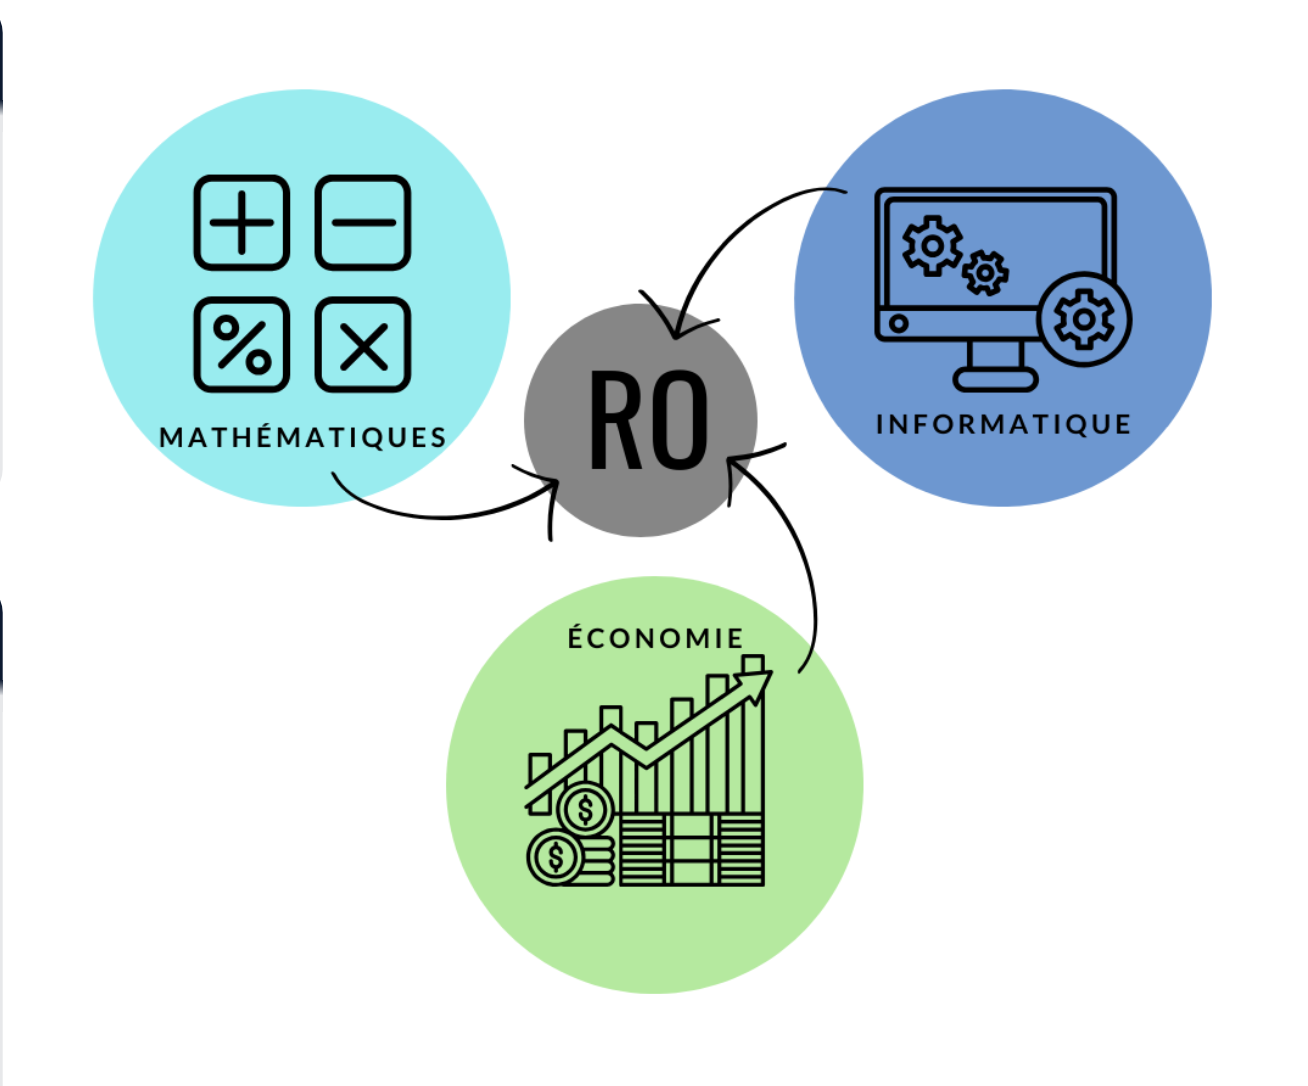 MATHÉMATIQUES
INFORMATIQUE
RO
ÉCONOMIE
$
$